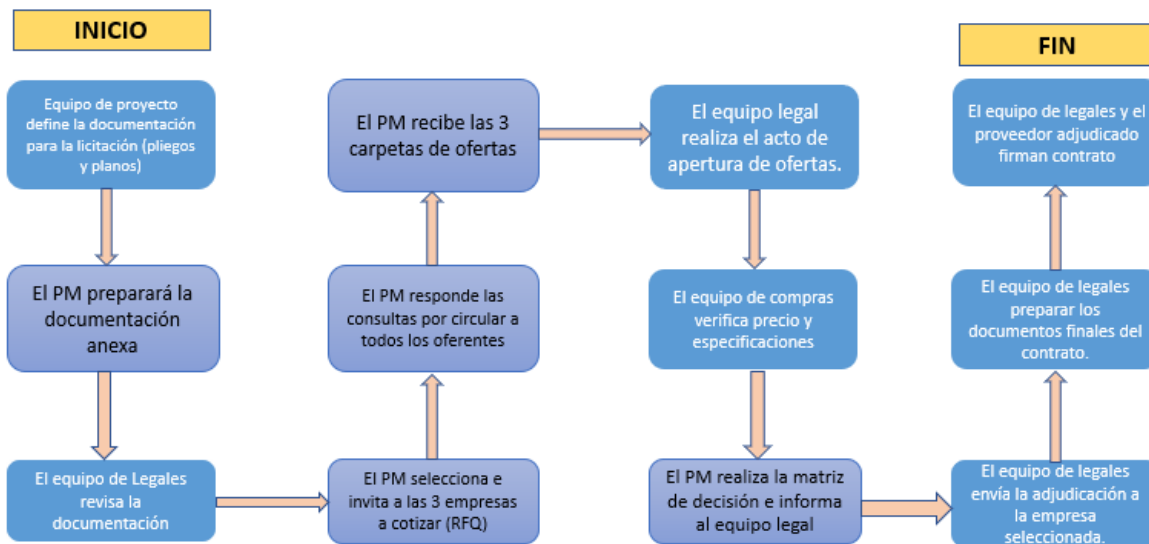 INICIO
Equipo de proyecto
define la documentación
para la licitación (pliegos
y planos)
El PM preparará la
documentación
anexa
El equipo de Legales
revisa la
documentación
El PM selecciona e
invita a las 3 empresas
a cotizar (RFQ)
El PM responde las
consultas por circular a
todos los oferentes
El PM recibe las 3
carpetas de ofertas
El equipo legal
realiza el acto de
apertura de ofertas.
El equipo de compras
verifica precio y
especificaciones
El PM realiza la matriz
de decisión e informa
al equipo legal
El equipo de legales
envía la adjudicación a
la empresa
seleccionada.
El equipo de legales
preparar los
documentos finales del
contrato.
El equipo de legales y el
proveedor adjudicado
firman contrato
FIN